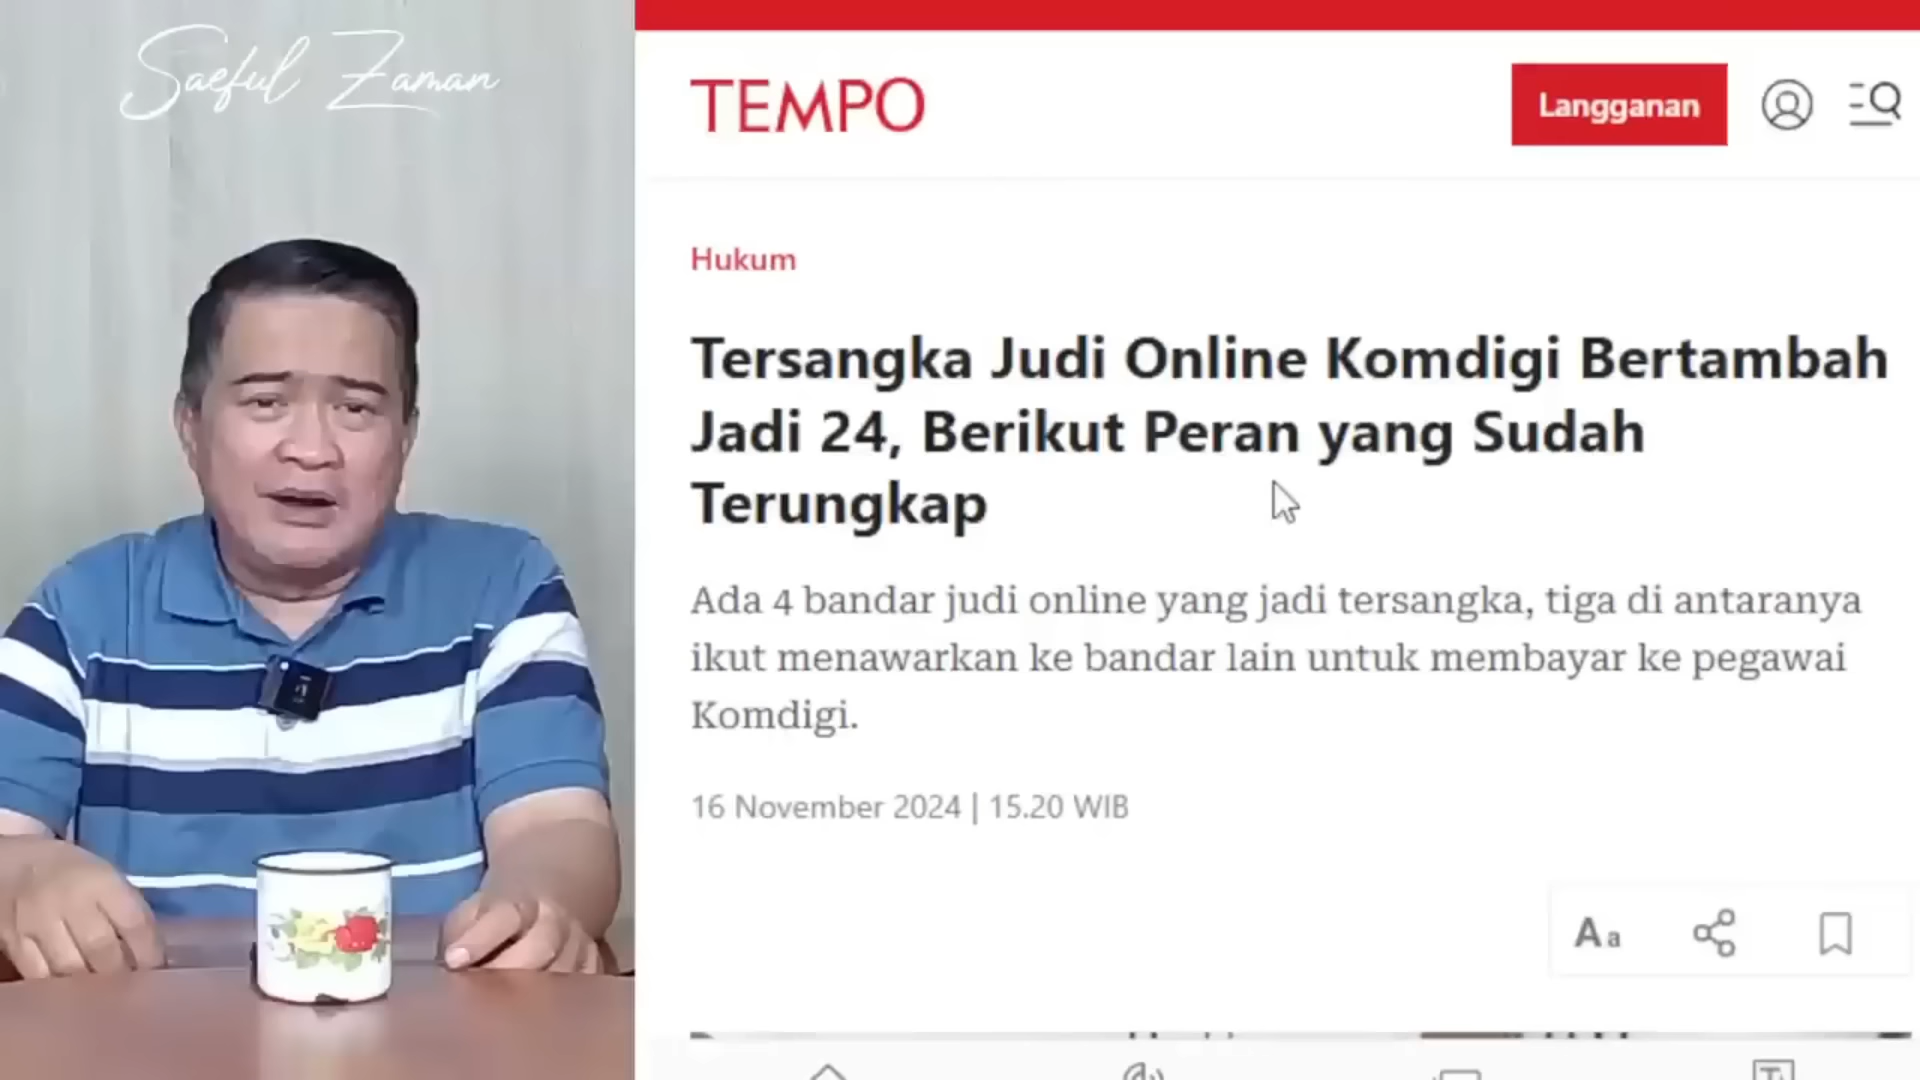 Saeful Zaman
TEMPO
Langganan
Hukum
Tersangka Judi Online Komdigi Bertambah
Jadi 24, Berikut Peran yang Sudah
Terungkap
Ada 4 bandar judi online yang jadi tersangka, tiga di antaranya
ikut menawarkan ke bandar lain untuk membayar ke pegawai
Komdigi.
16 November 2024 | 15.20 WIB
Aa